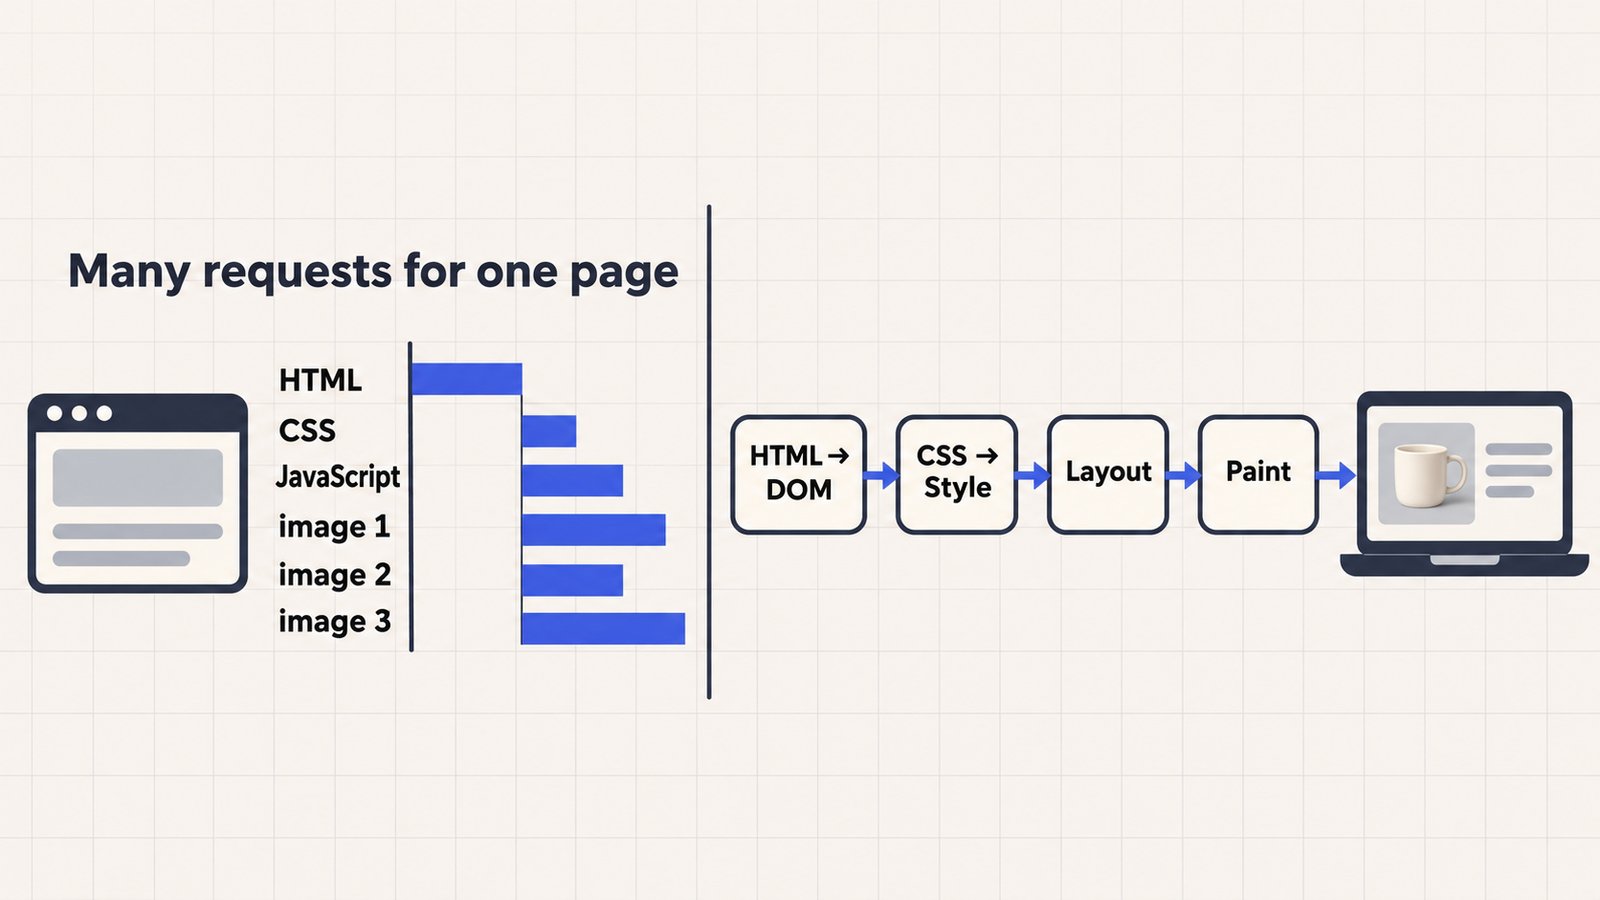 Many requests for one page
HTML
CSS
JavaScript
image 1
image 2
image 3
HTML →
DOM
CSS →
Style
Layout
Paint